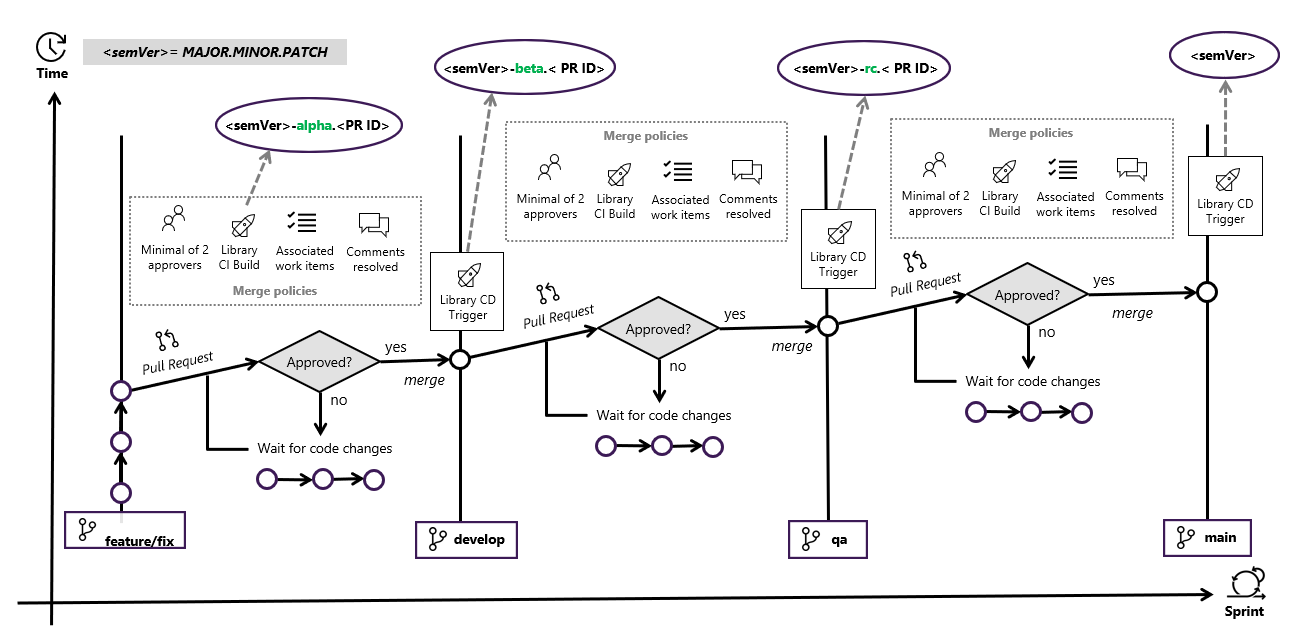 Time
<semVer>= MAJOR.MINOR.PATCH
<semVer>-alpha.<PR ID>
<semVer>-beta.< PR ID>
<semVer>-rc.< PR ID>
<semVer>
Minimal of 2
approvers
Library
CI Build
Associated
work items
Comments
resolved
Merge policies
Merge policies
Minimal of 2
approvers
Library
CI Build
Associated
work items
Comments
resolved
Merge policies
Minimal of 2
approvers
Library
CI Build
Associated
work items
Comments
resolved
Library CD
Trigger
Library CD
Trigger
Library CD
Trigger
Pull Request
Approved?
yes
merge
no
Wait for code changes
Pull Request
Approved?
yes
merge
no
Wait for code changes
Pull Request
Approved?
yes
merge
no
Wait for code changes
feature/fix
develop
qa
main
Sprint